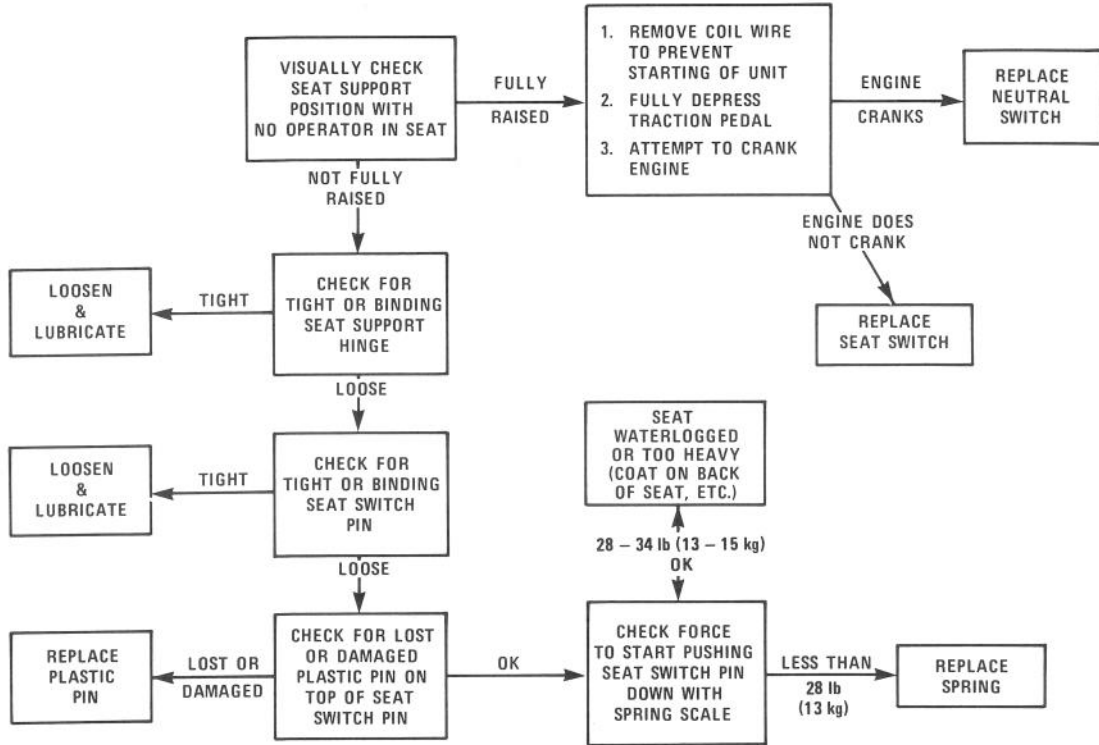 VISUALLY CHECK
SEAT SUPPORT
POSITION WITH
NO OPERATOR IN SEAT
FULLY
RAISED
1. REMOVE COIL WIRE
TO PREVENT
STARTING OF UNIT
2. FULLY DEPRESS
TRACTION PEDAL
3. ATTEMPT TO CRANK
ENGINE
ENGINE
CRANKS
REPLACE
NEUTRAL
SWITCH
NOT FULLY
RAISED
ENGINE DOES
NOT CRANK
REPLACE
SEAT SWITCH
CHECK FOR
TIGHT OR BINDING
SEAT SUPPORT
HINGE
TIGHT
LOOSEN
&
LUBRICATE
LOOSE
CHECK FOR
TIGHT OR BINDING
SEAT SWITCH
PIN
TIGHT
LOOSEN
&
LUBRICATE
LOOSE
CHECK FOR LOST
OR DAMAGED
PLASTIC PIN ON
TOP OF SEAT
SWITCH PIN
LOST OR
DAMAGED
REPLACE
PLASTIC
PIN
OK
CHECK FORCE
TO START PUSHING
SEAT SWITCH PIN
DOWN WITH
SPRING SCALE
28 – 34 lb (13 – 15 kg)
OK
SEAT
WATERLOGGED
OR TOO HEAVY
(COAT ON BACK
OF SEAT, ETC.)
LESS THAN
28 lb
(13 kg)
REPLACE
SPRING